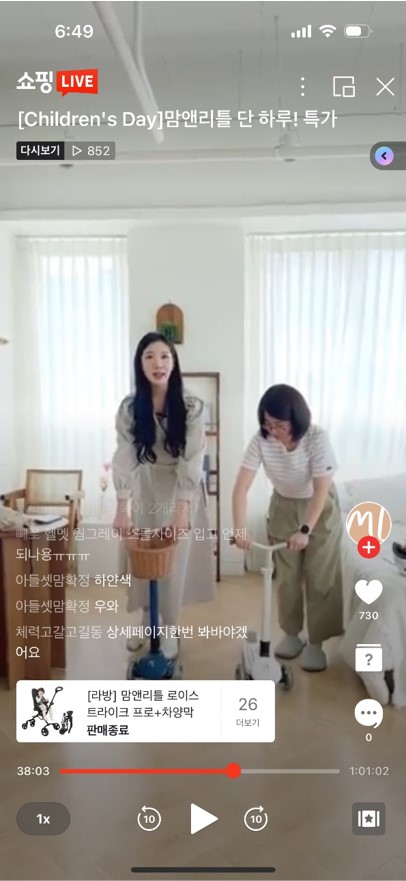 6:49
쇼핑 LIVE
[Children's Day]맘앤리틀 단 하루! 특가
다시보기 ▷ 852
빼로 헬멧 웜그레이 스몰사이즈 입고 언제
되나용ㅠㅠㅠ
아들셋맘확정 하얀색
아들셋맘확정 우와
체력고갈고길동 상세페이지한번 봐바야겠
어요
730
?
[라방] 맘앤리틀 로이스
트라이크 프로+차양막
판매종료
26
더보기
0
38:03
1:01:02
1x
10
10